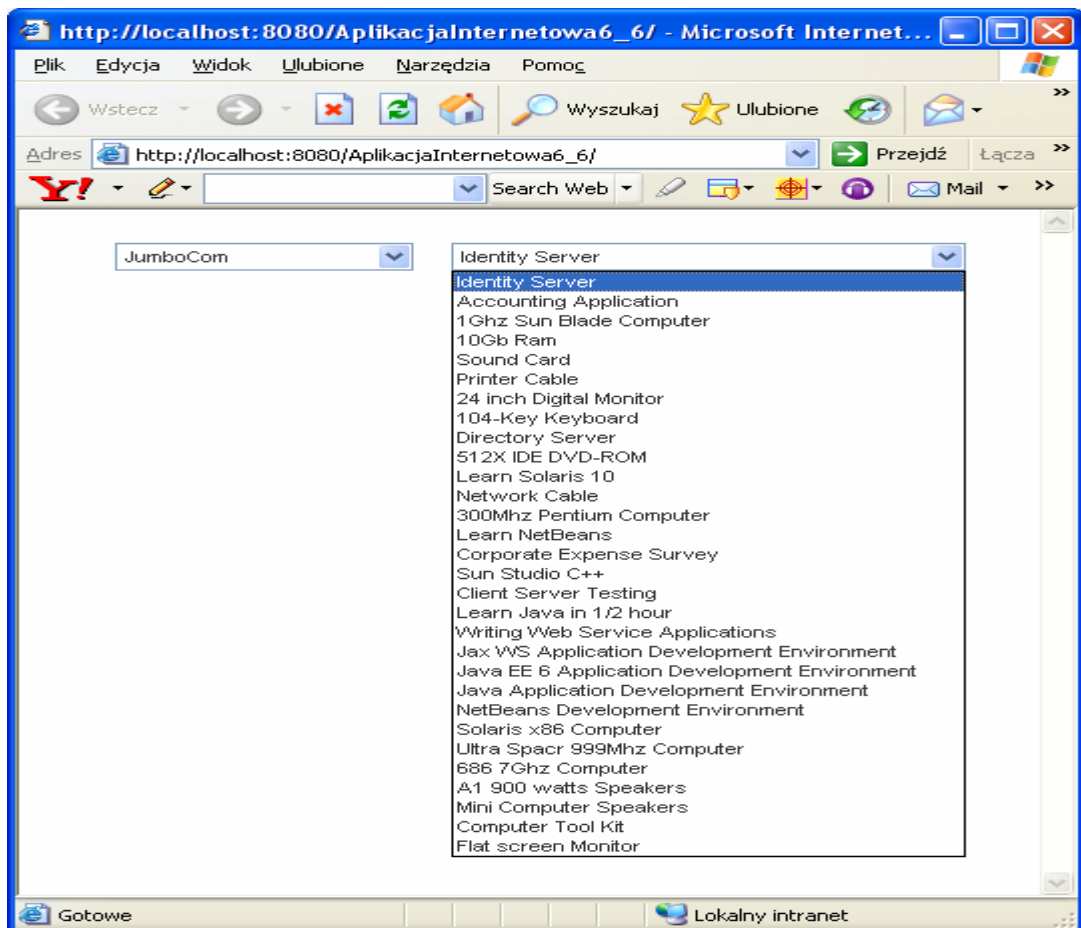 http://localhost:8080/AplikacjaInternetowa6_6/ - Microsoft Internet...
Plik Edycja Widok Ulubione Narzędzia Pomoc
Wstecz Wyszukaj Ulubione »
Adres http://localhost:8080/AplikacjaInternetowa6_6/ Przejdź Łącza »
Y! Search Web Mail »
JumboCom Identity Server
Identity Server
Accounting Application
1Ghz Sun Blade Computer
10Gb Ram
Sound Card
Printer Cable
24 inch Digital Monitor
104-Key Keyboard
Directory Server
512X IDE DVD-ROM
Learn Solaris 10
Network Cable
300Mhz Pentium Computer
Learn NetBeans
Corporate Expense Survey
Sun Studio C++
Client Server Testing
Learn Java in 1/2 hour
Writing Web Service Applications
Jax WS Application Development Environment
Java EE 6 Application Development Environment
Java Application Development Environment
NetBeans Development Environment
Solaris x86 Computer
Ultra Spacr 999Mhz Computer
686 7Ghz Computer
A1 900 watts Speakers
Mini Computer Speakers
Computer Tool Kit
Flat screen Monitor
Gotowe Lokalny intranet